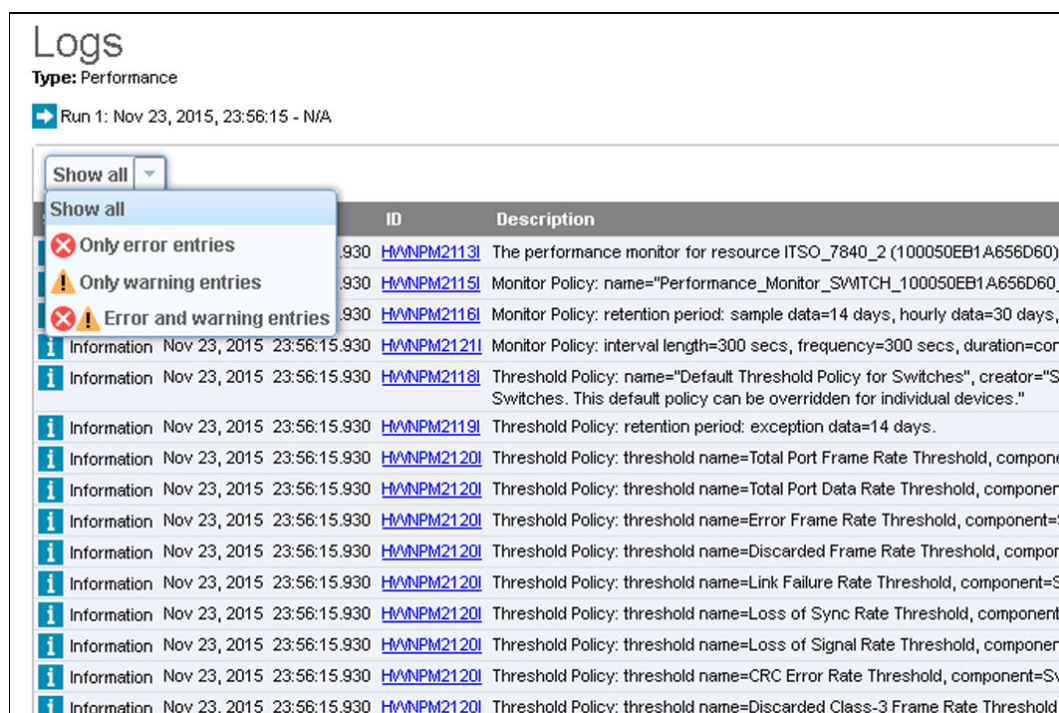 Logs
Type: Performance
Run 1: Nov 23, 2015, 23:56:15 - N/A
Show all
Show all
Only error entries
Only warning entries
Error and warning entries
ID Description
.930 HWNPM2113I The performance monitor for resource ITSO_7840_2 (100050EB1A656D60)
.930 HWNPM2115I Monitor Policy: name="Performance_Monitor_SWITCH_100050EB1A656D60_
.930 HWNPM2116I Monitor Policy: retention period: sample data=14 days, hourly data=30 days,
Information Nov 23, 2015 23:56:15.930 HWNPM2121I Monitor Policy: interval length=300 secs, frequency=300 secs, duration=con
Information Nov 23, 2015 23:56:15.930 HWNPM2118I Threshold Policy: name="Default Threshold Policy for Switches", creator="S
Switches. This default policy can be overridden for individual devices."
Information Nov 23, 2015 23:56:15.930 HWNPM2119I Threshold Policy: retention period: exception data=14 days.
Information Nov 23, 2015 23:56:15.930 HWNPM2120I Threshold Policy: threshold name=Total Port Frame Rate Threshold, compone
Information Nov 23, 2015 23:56:15.930 HWNPM2120I Threshold Policy: threshold name=Total Port Data Rate Threshold, componen
Information Nov 23, 2015 23:56:15.930 HWNPM2120I Threshold Policy: threshold name=Error Frame Rate Threshold, component=
Information Nov 23, 2015 23:56:15.930 HWNPM2120I Threshold Policy: threshold name=Discarded Frame Rate Threshold, compon
Information Nov 23, 2015 23:56:15.930 HWNPM2120I Threshold Policy: threshold name=Link Failure Rate Threshold, component=S
Information Nov 23, 2015 23:56:15.930 HWNPM2120I Threshold Policy: threshold name=Loss of Sync Rate Threshold, component
Information Nov 23, 2015 23:56:15.930 HWNPM2120I Threshold Policy: threshold name=Loss of Signal Rate Threshold, componen
Information Nov 23, 2015 23:56:15.930 HWNPM2120I Threshold Policy: threshold name=CRC Error Rate Threshold, component=Sv
Information Nov 23, 2015 23:56:15.930 HWNPM2120I Threshold Policy: threshold name=Discarded Class-3 Frame Rate Threshold